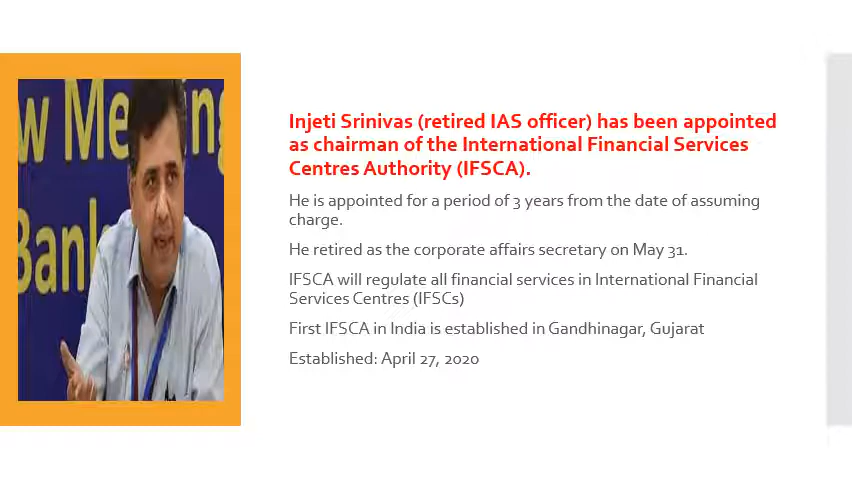 w Meeting
Bank
Injeti Srinivas (retired IAS officer) has been appointed
as chairman of the International Financial Services
Centres Authority (IFSCA).
He is appointed for a period of 3 years from the date of assuming
charge.
He retired as the corporate affairs secretary on May 31.
IFSCA will regulate all financial services in International Financial
Services Centres (IFSCs)
First IFSCA in India is established in Gandhinagar, Gujarat
Established: April 27, 2020